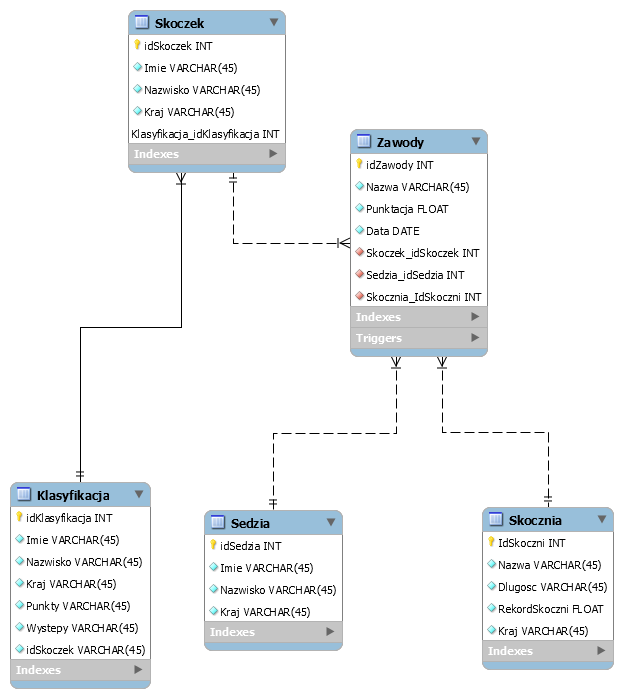 Skoczek
idSkoczek INT
Imie VARCHAR(45)
Nazwisko VARCHAR(45)
Kraj VARCHAR(45)
Klasyfikacja_idKlasyfikacja INT
Indexes
Zawody
idZawody INT
Nazwa VARCHAR(45)
Punktacja FLOAT
Data DATE
Skoczek_idSkoczek INT
Sedzia_idSedzia INT
Skocznia_IdSkoczni INT
Indexes
Triggers
Klasyfikacja
idKlasyfikacja INT
Imie VARCHAR(45)
Nazwisko VARCHAR(45)
Kraj VARCHAR(45)
Punkty VARCHAR(45)
Wystepy VARCHAR(45)
idSkoczek VARCHAR(45)
Indexes
Sedzia
idSedzia INT
Imie VARCHAR(45)
Nazwisko VARCHAR(45)
Kraj VARCHAR(45)
Indexes
Skocznia
IdSkoczni INT
Nazwa VARCHAR(45)
Dlugosc VARCHAR(45)
RekordSkoczni FLOAT
Kraj VARCHAR(45)
Indexes